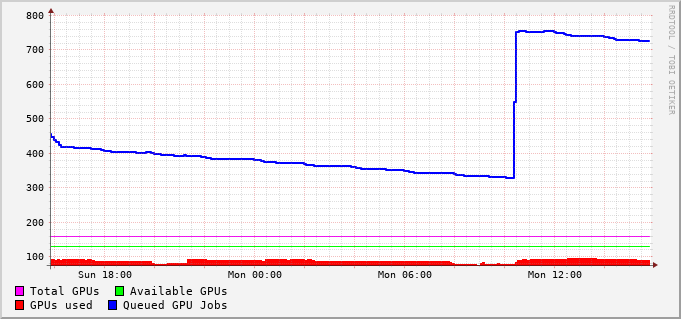 800
700
600
500
400
300
200
100
Sun 18:00 Mon 00:00 Mon 06:00 Mon 12:00
Total GPUs Available GPUs
GPUs used Queued GPU Jobs
RRDTOOL / TOBI OETIKER